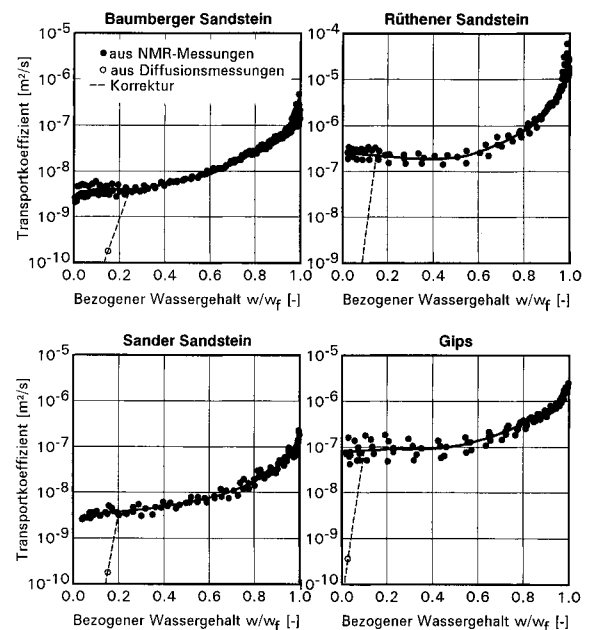 Baumberger Sandstein
Rüthener Sandstein
Transportkoeffizient [m²/s]
10-5
10-6
10-7
10-8
10-9
10-10
aus NMR-Messungen
aus Diffusionsmessungen
Korrektur
0.0 0.2 0.4 0.6 0.8 1.0
Bezogener Wassergehalt w/wf [-]
10-4
10-5
10-6
10-7
10-8
10-9
0.0 0.2 0.4 0.6 0.8 1.0
Bezogener Wassergehalt w/wf [-]
Sander Sandstein
Gips
Transportkoeffizient [m²/s]
10-5
10-6
10-7
10-8
10-9
10-10
0.0 0.2 0.4 0.6 0.8 1.0
Bezogener Wassergehalt w/wf [-]
10-5
10-6
10-7
10-8
10-9
10-10
0.0 0.2 0.4 0.6 0.8 1.0
Bezogener Wassergehalt w/wf [-]